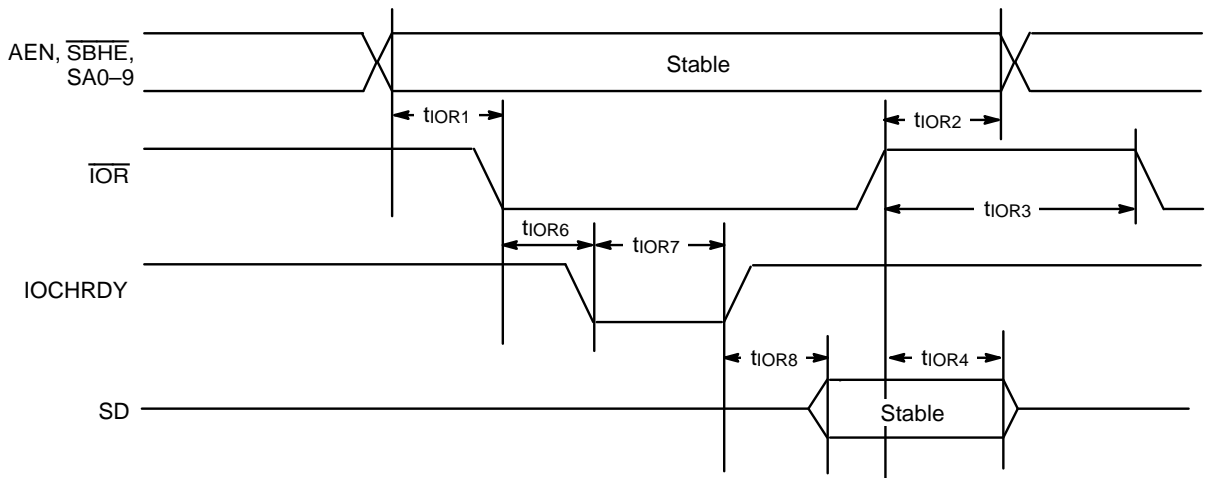 AEN, SBHE,
SA0–9
Stable
tIOR1
tIOR2
IOR
tIOR3
tIOR6
tIOR7
IOCHRDY
tIOR8
tIOR4
SD
Stable